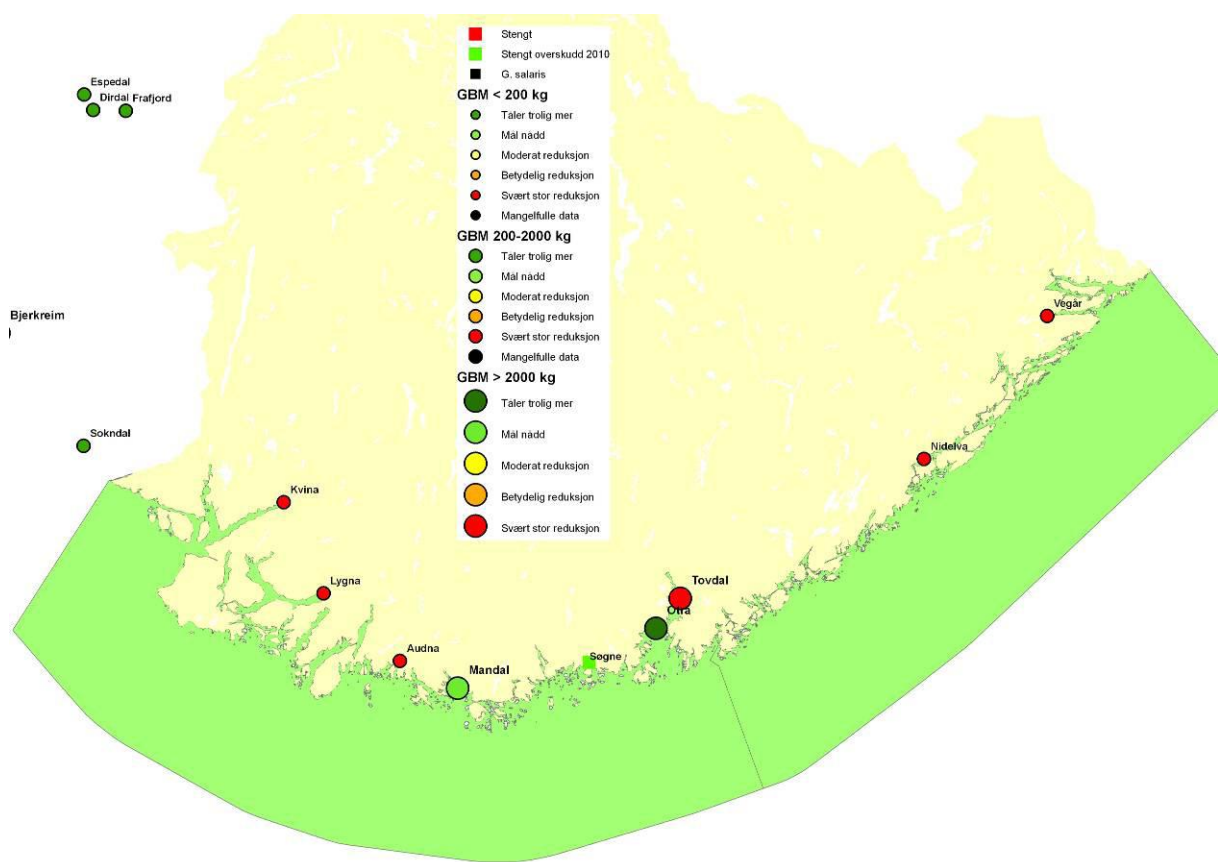 Stengt
Stengt overskudd 2010
G. salaris
GBM < 200 kg
Tåler trolig mer
Mål nådd
Moderat reduksjon
Betydelig reduksjon
Svært stor reduksjon
Mangelfulle data
GBM 200-2000 kg
Tåler trolig mer
Mål nådd
Moderat reduksjon
Betydelig reduksjon
Svært stor reduksjon
Mangelfulle data
GBM > 2000 kg
Tåler trolig mer
Mål nådd
Moderat reduksjon
Betydelig reduksjon
Svært stor reduksjon
Espedal
Dirdal Frafjord
Bjerkreim
Vegår
Sokndal
Nidelva
Kvina
Lygna
Tovdal
Otra
Audna
Søgne
Mandal